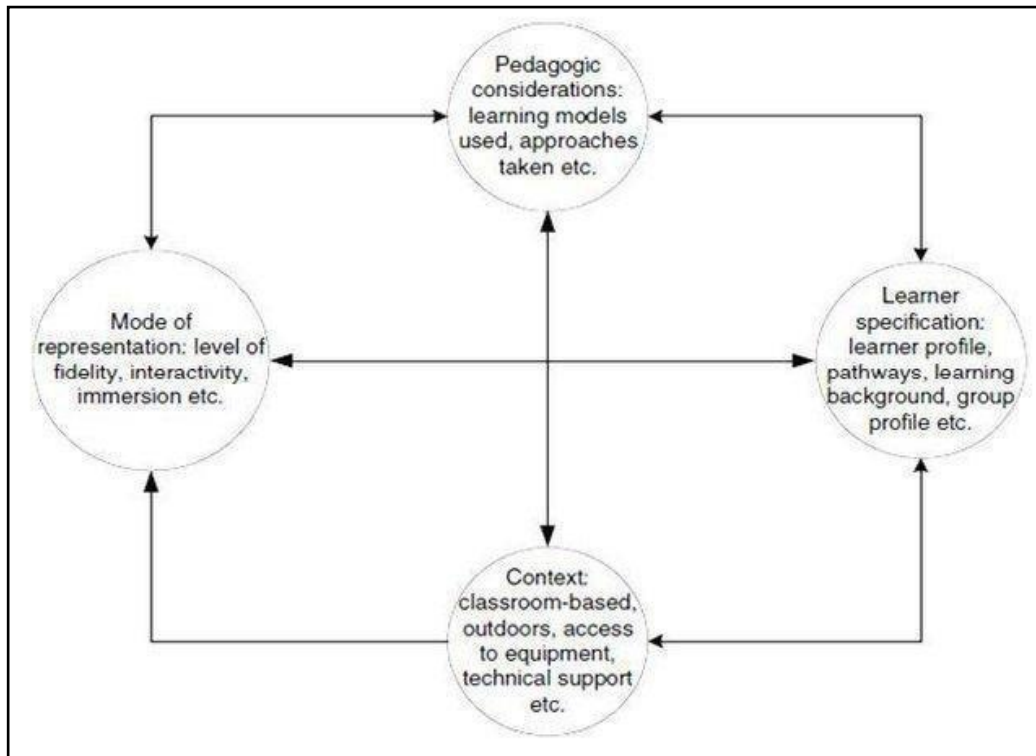 Pedagogic
considerations:
learning models
used, approaches
taken etc.
Mode of
representation: level of
fidelity, interactivity,
immersion etc.
Learner
specification:
learner profile,
pathways, learning
background, group
profile etc.
Context:
classroom-based,
outdoors, access
to equipment,
technical support
etc.